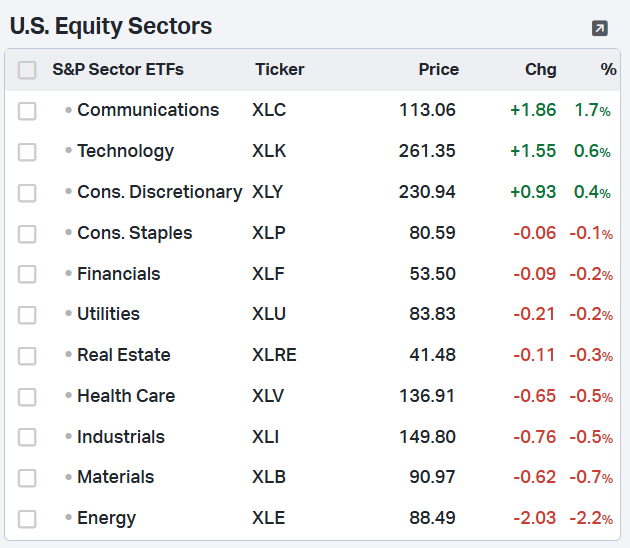 U.S. Equity Sectors
S&P Sector ETFs Ticker Price Chg %
Communications XLC 113.06 +1.86 1.7%
Technology XLK 261.35 +1.55 0.6%
Cons. Discretionary XLY 230.94 +0.93 0.4%
Cons. Staples XLP 80.59 -0.06 -0.1%
Financials XLF 53.50 -0.09 -0.2%
Utilities XLU 83.83 -0.21 -0.2%
Real Estate XLRE 41.48 -0.11 -0.3%
Health Care XLV 136.91 -0.65 -0.5%
Industrials XLI 149.80 -0.76 -0.5%
Materials XLB 90.97 -0.62 -0.7%
Energy XLE 88.49 -2.03 -2.2%